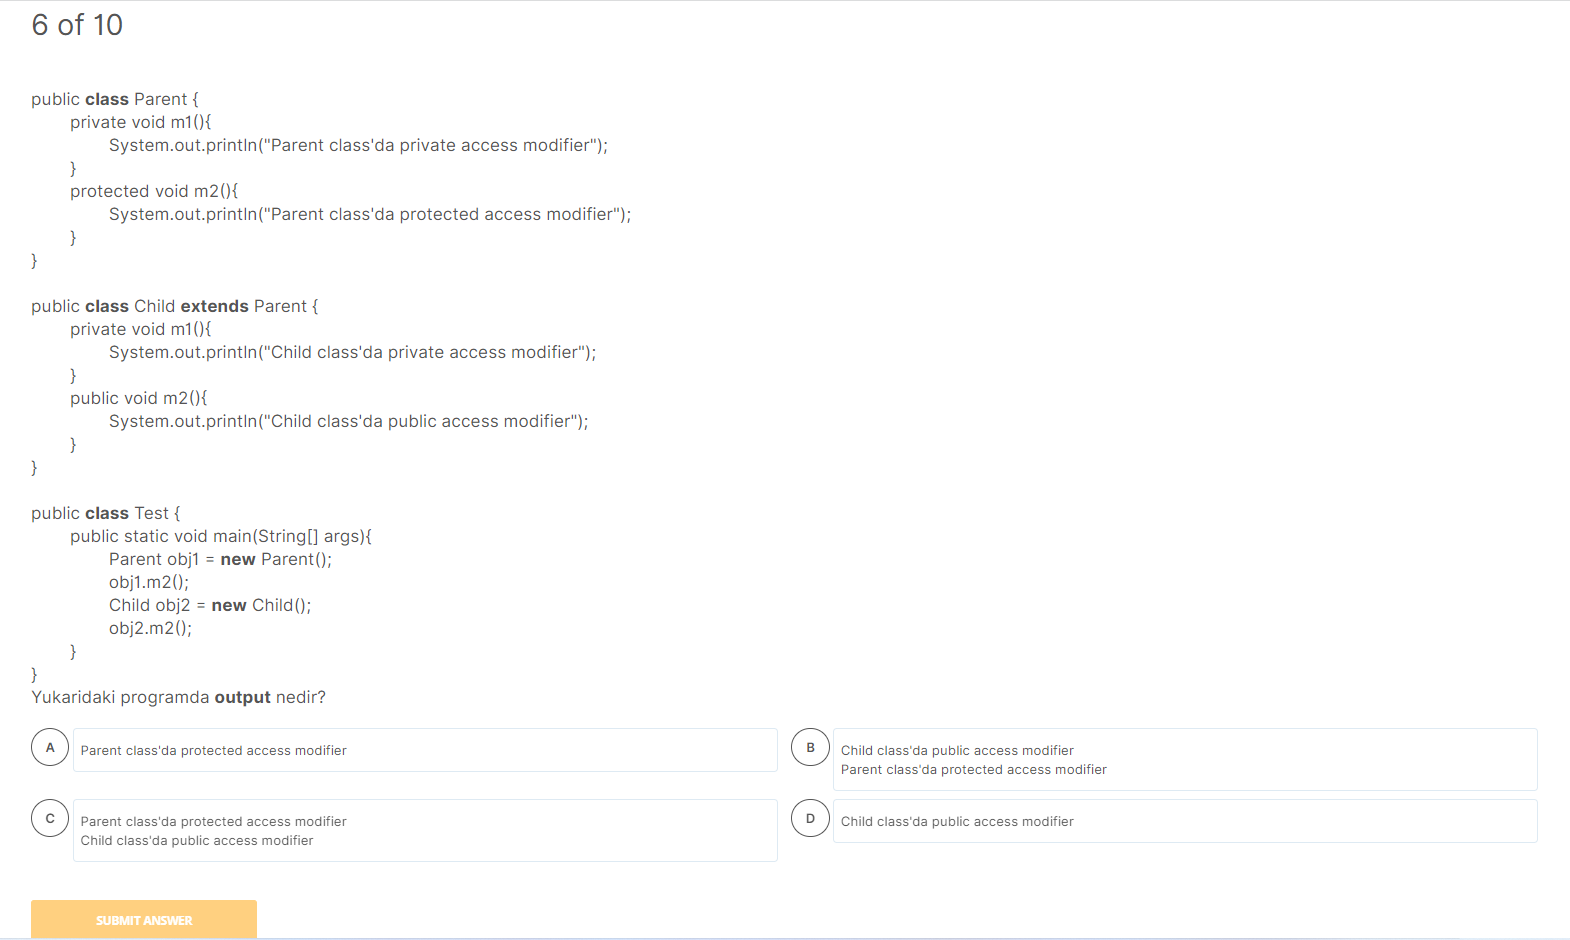 6 of 10
public class Parent {
private void m1(){
System.out.println("Parent class'da private access modifier");
}
protected void m2(){
System.out.println("Parent class'da protected access modifier");
}
}
public class Child extends Parent {
private void m1(){
System.out.println("Child class'da private access modifier");
}
public void m2(){
System.out.println("Child class'da public access modifier");
}
}
public class Test {
public static void main(String[] args){
Parent obj1 = new Parent();
obj1.m2();
Child obj2 = new Child();
obj2.m2();
}
}
Yukaridaki programda output nedir?
A
Parent class'da protected access modifier
B
Child class'da public access modifier
Parent class'da protected access modifier
C
Parent class'da protected access modifier
Child class'da public access modifier
D
Child class'da public access modifier
SUBMIT ANSWER